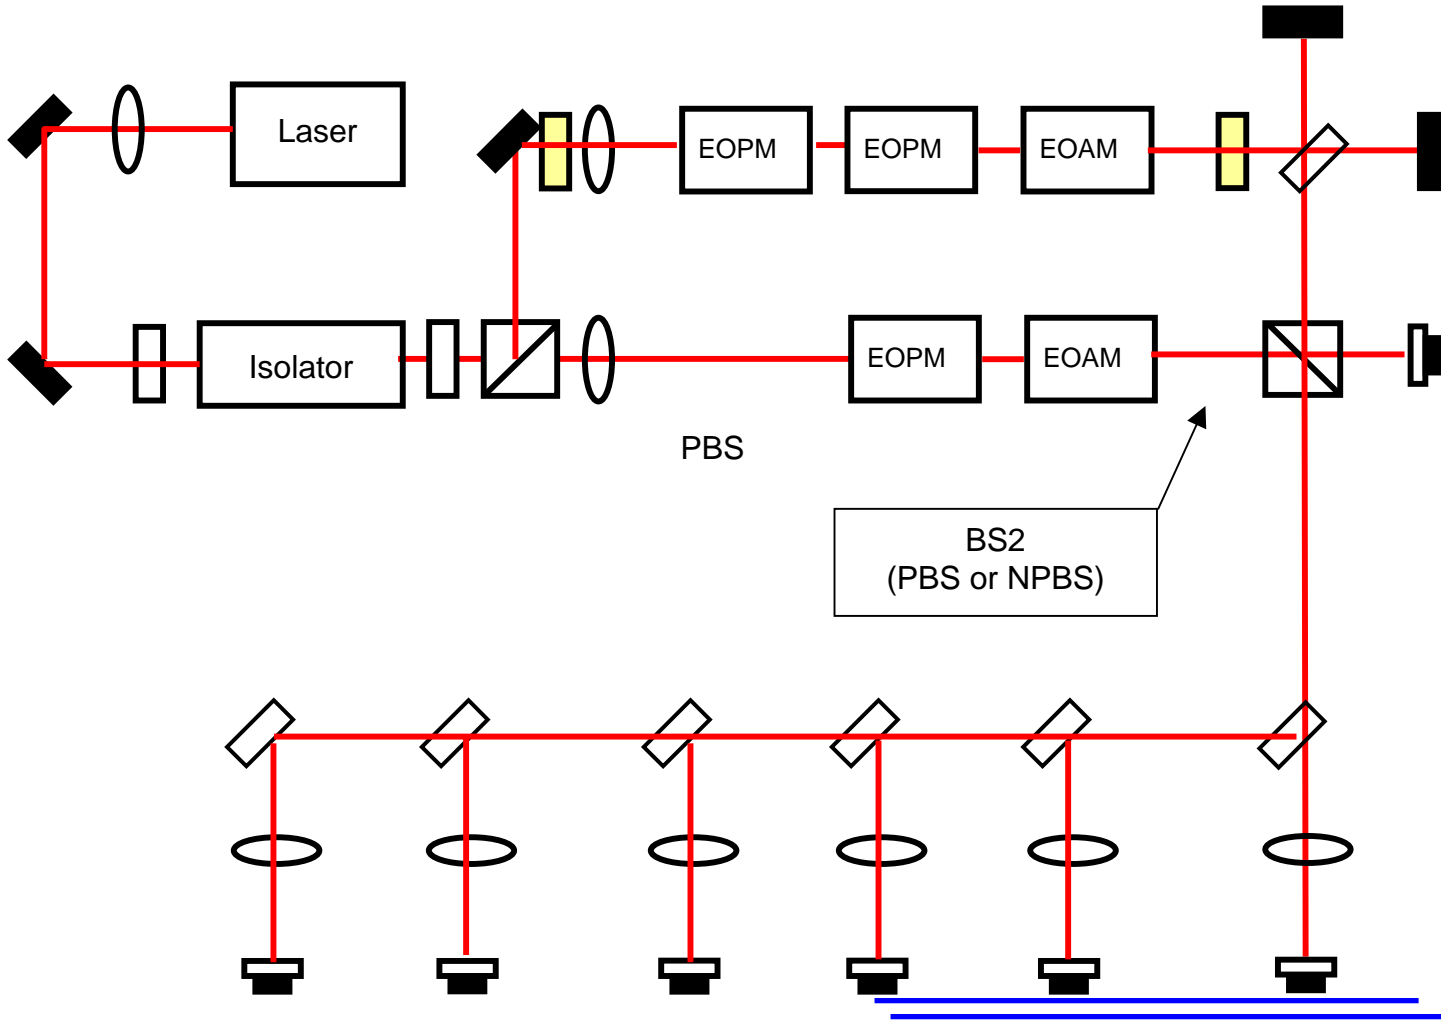 Laser
EOPM
EOPM
EOAM
Isolator
EOPM
EOAM
PBS
BS2
(PBS or NPBS)